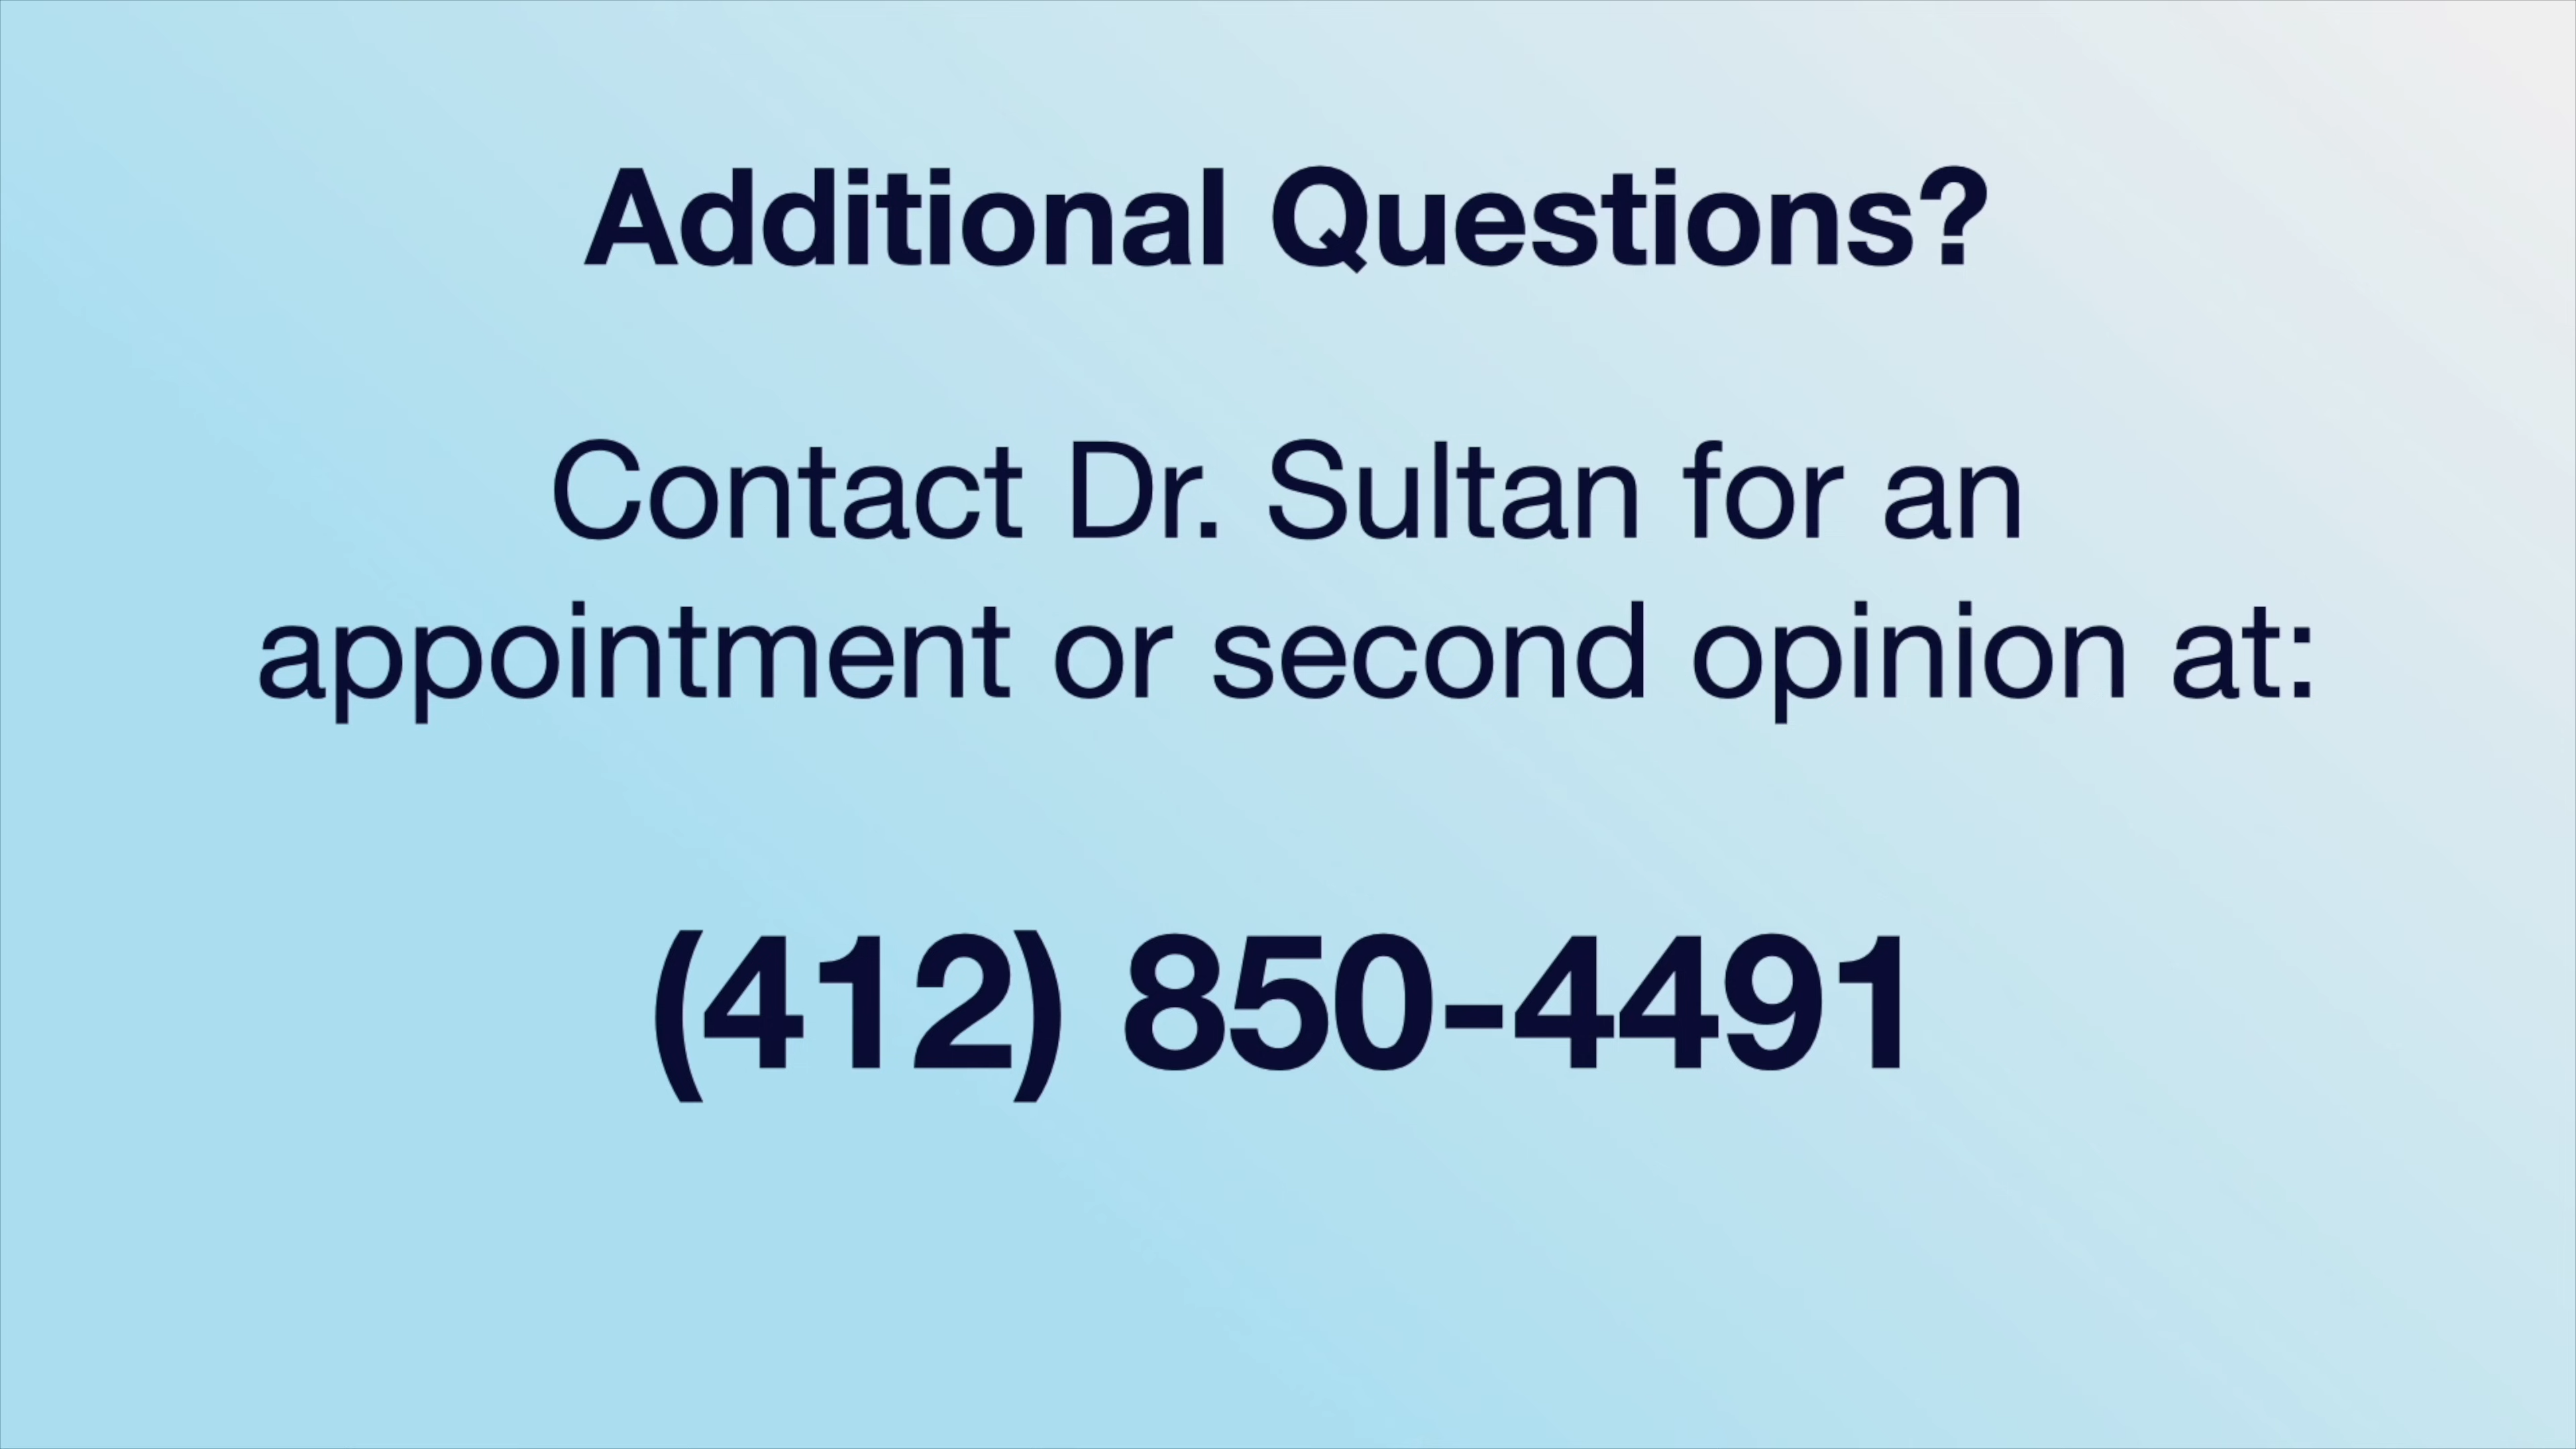 Additional Questions?
Contact Dr. Sultan for an
appointment or second opinion at:
(412) 850-4491